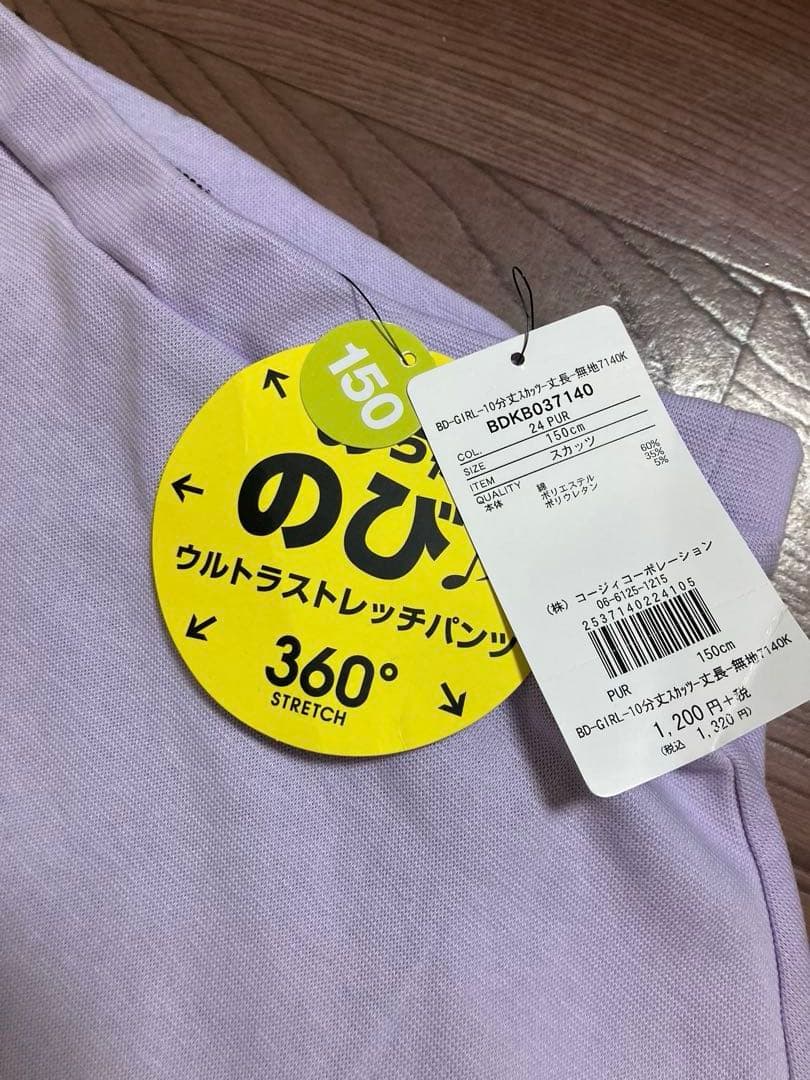 150
のび
ウルトラストレッチパンツ
360°
STRETCH
BD-GIRL-10分丈ｽｶｯﾂｰ丈長-無地7140K
BDKB037140
COL. 24 PUR
SIZE 150cm
ITEM スカッツ
QUALITY
本体 綿 60%
ポリエステル 35%
ポリウレタン 5%
(株) コージィコーポレーション
06-6125-1215
2537140224105
PUR 150cm
BD-GIRL-10分丈ｽｶｯﾂｰ丈長-無地7140K
1,200円+税
(税込 1,320円)